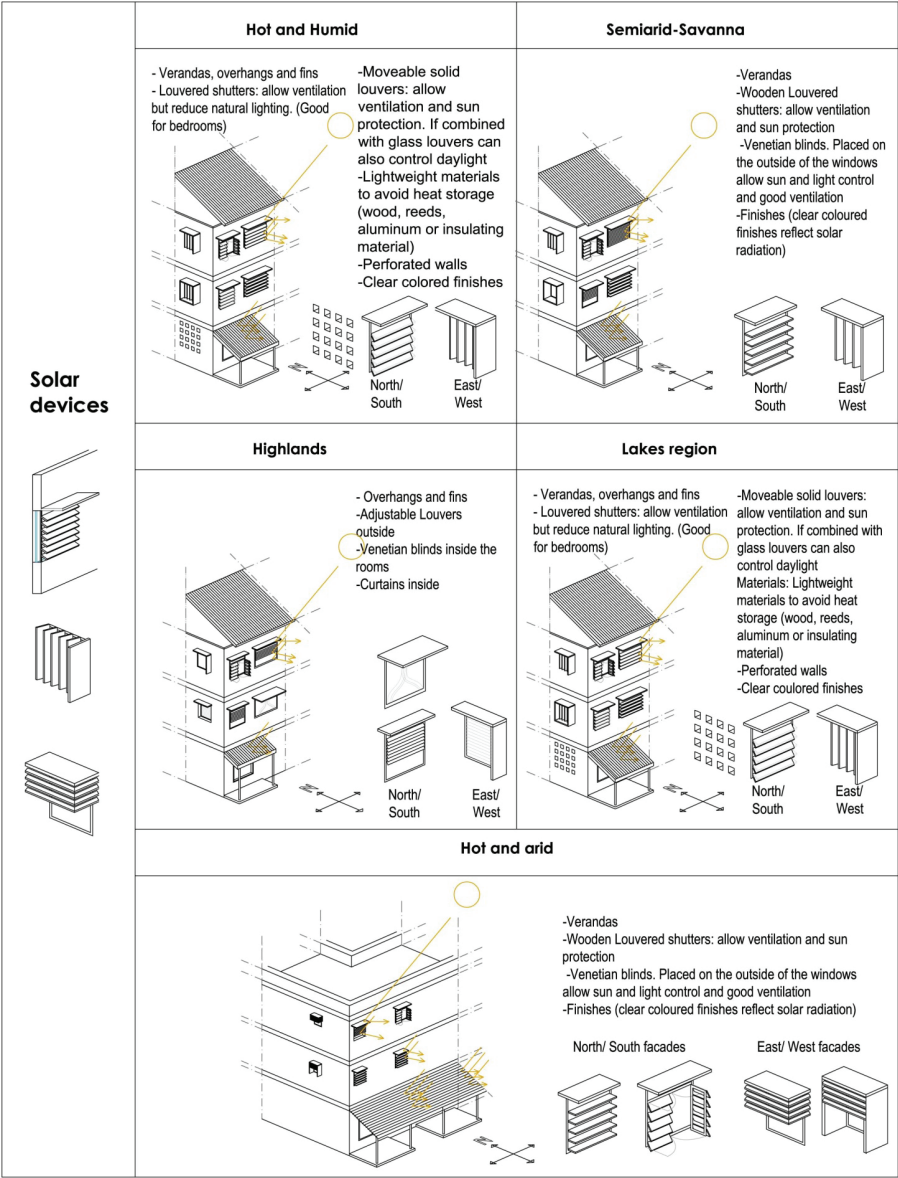 Solar
devices
Hot and Humid
- Verandas, overhangs and fins
- Louvered shutters: allow ventilation
but reduce natural lighting. (Good
for bedrooms)
-Moveable solid
louvers: allow
ventilation and sun
protection. If combined
with glass louvers can
also control daylight
-Lightweight materials
to avoid heat storage
(wood, reeds,
aluminum or insulating
material)
-Perforated walls
-Clear colored finishes
N
North/
South
East/
West
Semiarid-Savanna
-Verandas
-Wooden Louvered
shutters: allow ventilation
and sun protection
-Venetian blinds. Placed on
the outside of the windows
allow sun and light control
and good ventilation
-Finishes (clear coloured
finishes reflect solar
radiation)
N
North/
South
East/
West
Highlands
- Overhangs and fins
-Adjustable Louvers
outside
-Venetian blinds inside the
rooms
-Curtains inside
N
North/
South
East/
West
Lakes region
- Verandas, overhangs and fins
- Louvered shutters: allow ventilation
but reduce natural lighting. (Good
for bedrooms)
-Moveable solid louvers:
allow ventilation and sun
protection. If combined with
glass louvers can also
control daylight
Materials: Lightweight
materials to avoid heat
storage (wood, reeds,
aluminum or insulating
material)
-Perforated walls
-Clear coulored finishes
N
North/
South
East/
West
Hot and arid
-Verandas
-Wooden Louvered shutters: allow ventilation and sun
protection
-Venetian blinds. Placed on the outside of the windows
allow sun and light control and good ventilation
-Finishes (clear coloured finishes reflect solar radiation)
N
North/ South facades
East/ West facades